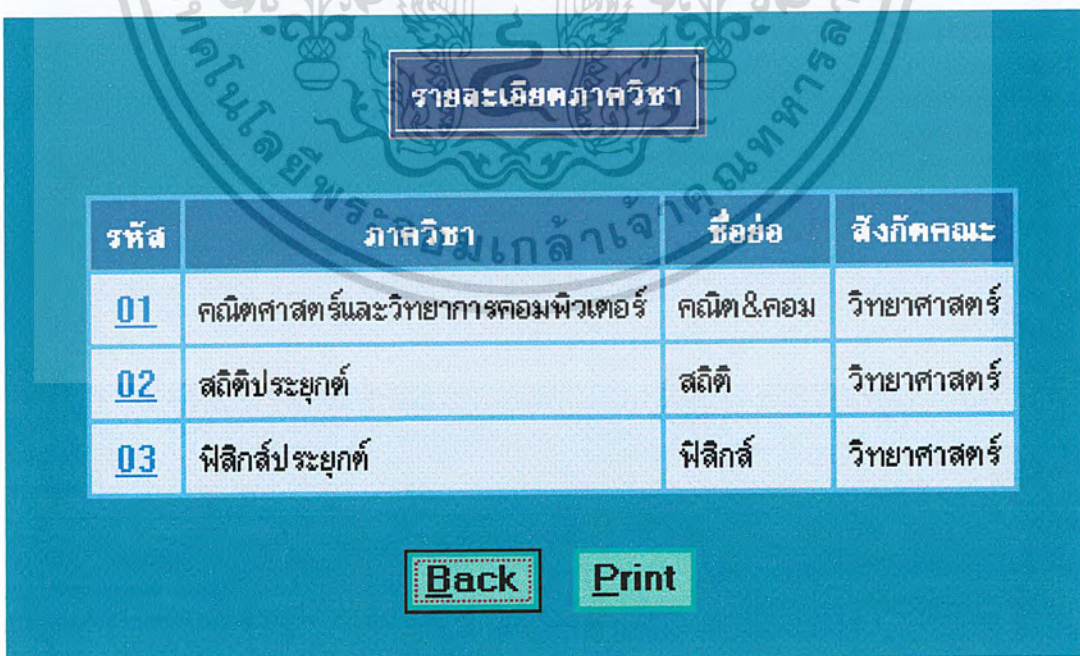 รายละเอียดภาควิชา
รหัส ภาควิชา ชื่อย่อ สังกัดคณะ
01 คณิตศาสตร์และวิทยาการคอมพิวเตอร์ คณิต&คอม วิทยาศาสตร์
02 สถิติประยุกต์ สถิติ วิทยาศาสตร์
03 ฟิสิกส์ประยุกต์ ฟิสิกส์ วิทยาศาสตร์
Back Print